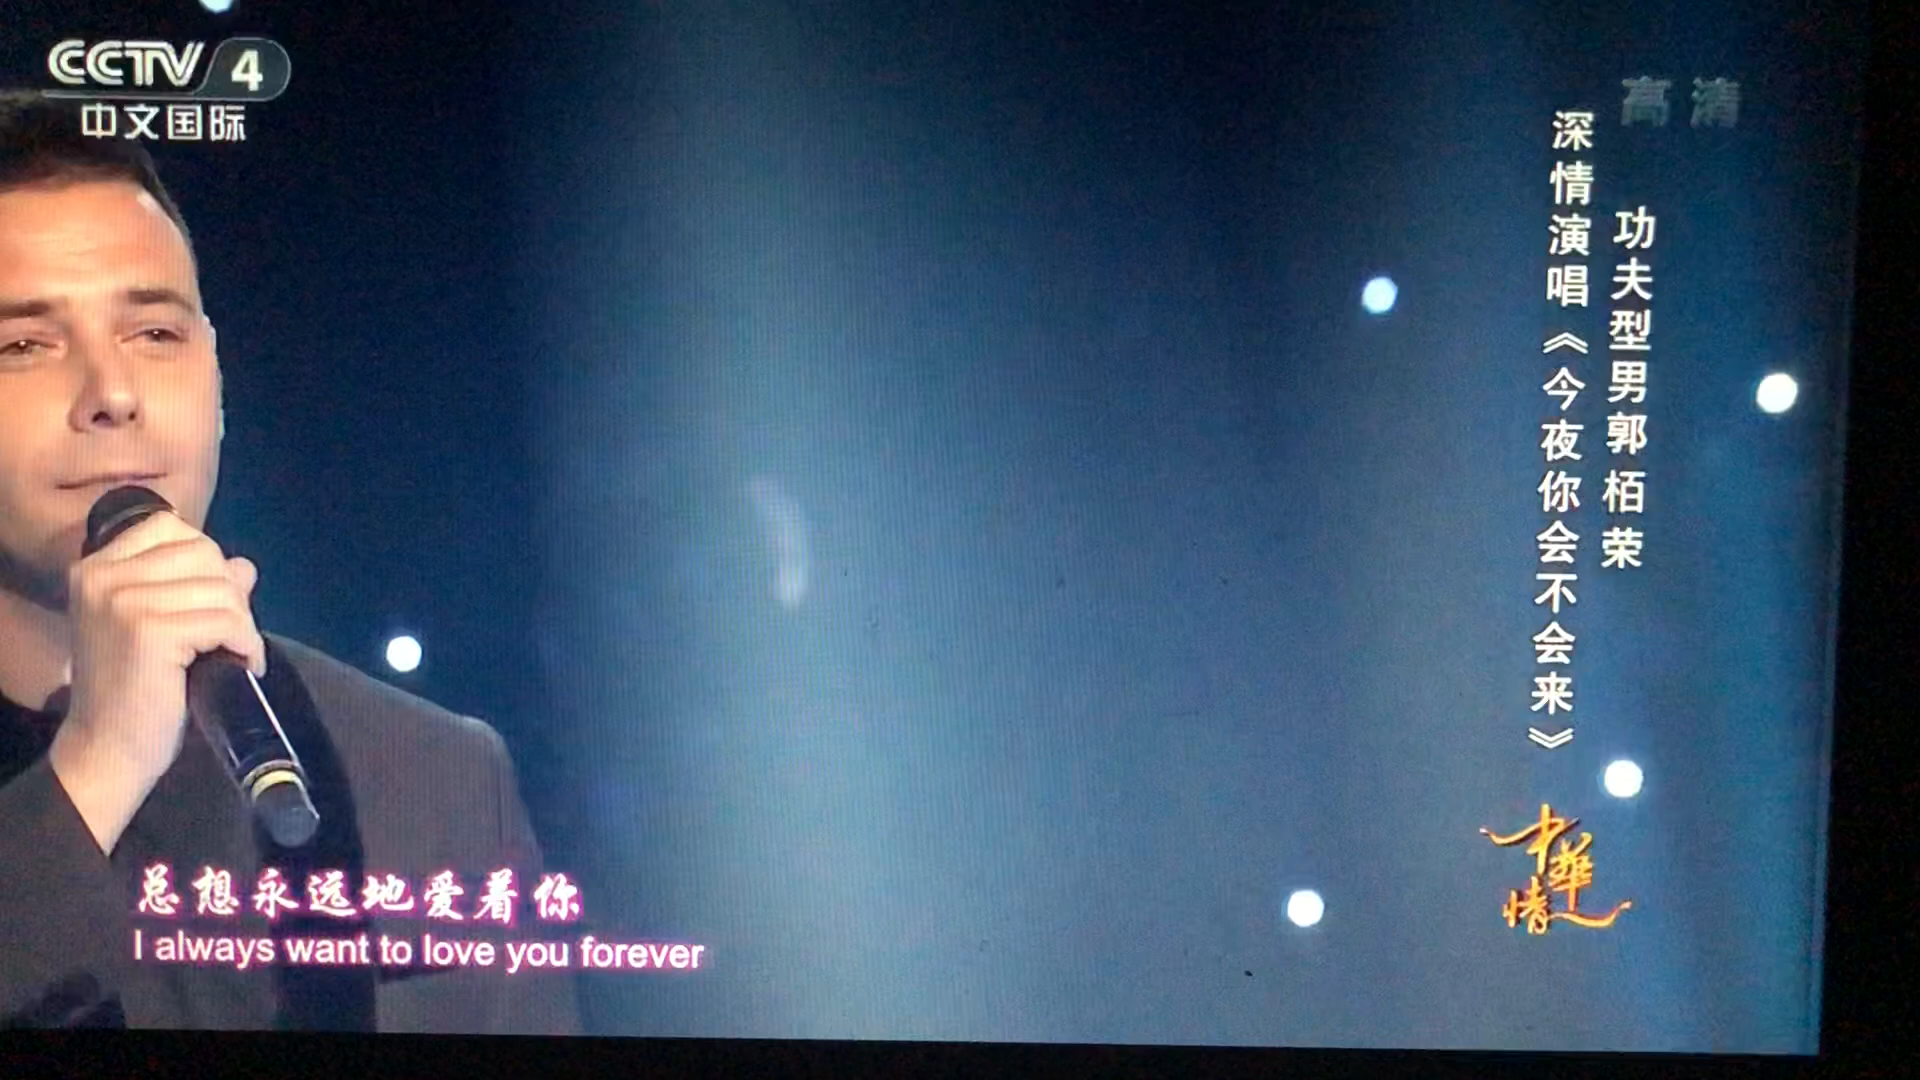 CCTV 4
中文国际
高清
功夫型男郭栢荣
深情演唱《今夜你会不会来》
中華情
总想永远地爱着你
I always want to love you forever